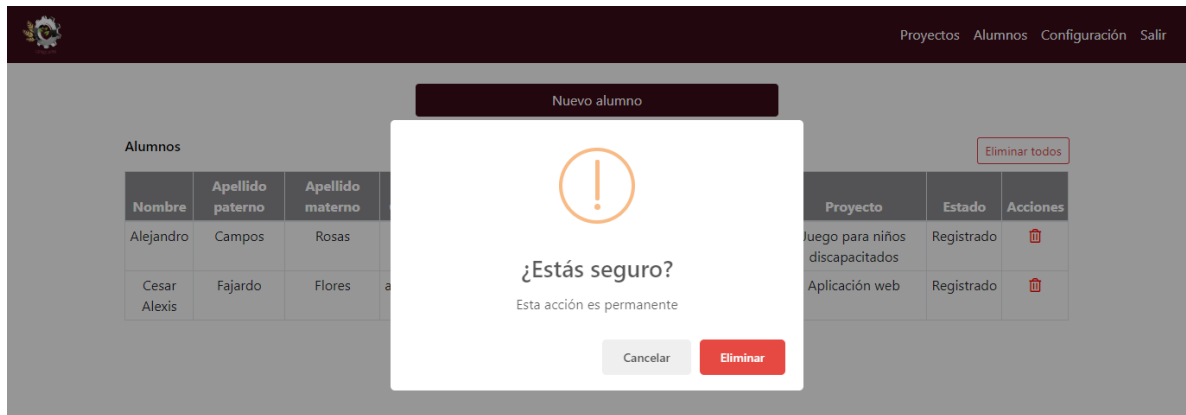 Proyectos Alumnos Configuración Salir
Nuevo alumno
Alumnos
Eliminar todos
Nombre Apellido paterno Apellido materno Proyecto Estado Acciones
Alejandro Campos Rosas Juego para niños discapacitados Registrado
Cesar Alexis Fajardo Flores a Aplicación web Registrado
¿Estás seguro?
Esta acción es permanente
Cancelar Eliminar